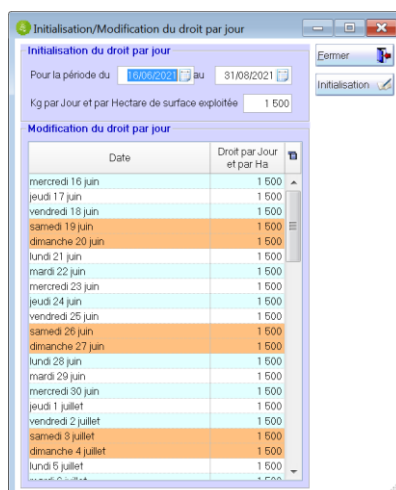 Initialisation/Modification du droit par jour
Initialisation du droit par jour
Pour la période du 16/06/2021 au 31/08/2021
Kg par Jour et par Hectare de surface exploitée 1 500
Fermer
Initialisation
Modification du droit par jour
Date Droit par Jour et par Ha
mercredi 16 juin 1 500
jeudi 17 juin 1 500
vendredi 18 juin 1 500
samedi 19 juin 1 500
dimanche 20 juin 1 500
lundi 21 juin 1 500
mardi 22 juin 1 500
mercredi 23 juin 1 500
jeudi 24 juin 1 500
vendredi 25 juin 1 500
samedi 26 juin 1 500
dimanche 27 juin 1 500
lundi 28 juin 1 500
mardi 29 juin 1 500
mercredi 30 juin 1 500
jeudi 1 juillet 1 500
vendredi 2 juillet 1 500
samedi 3 juillet 1 500
dimanche 4 juillet 1 500
lundi 5 juillet 1 500